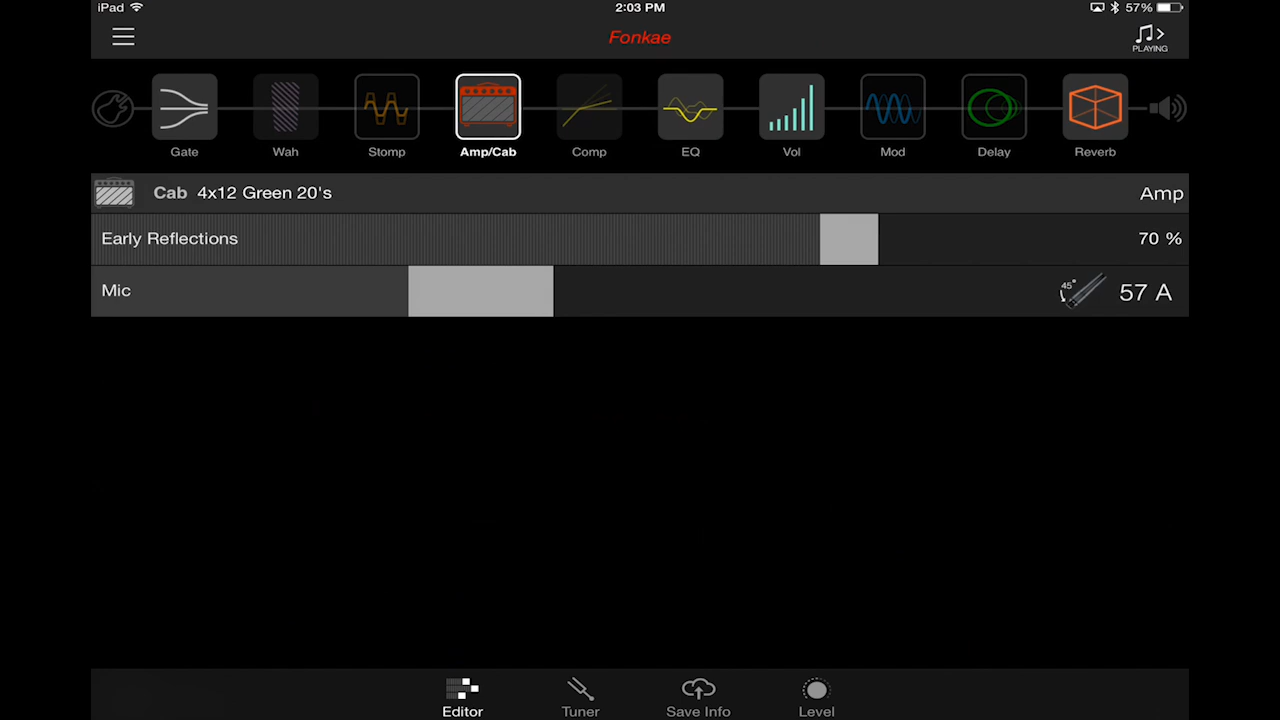 iPad 2:03 PM 57%
Fonkae
PLAYING
Gate Wah Stomp Amp/Cab Comp EQ Vol Mod Delay Reverb
Cab 4x12 Green 20's Amp
Early Reflections 70 %
Mic 45° 57 A
Editor Tuner Save Info Level